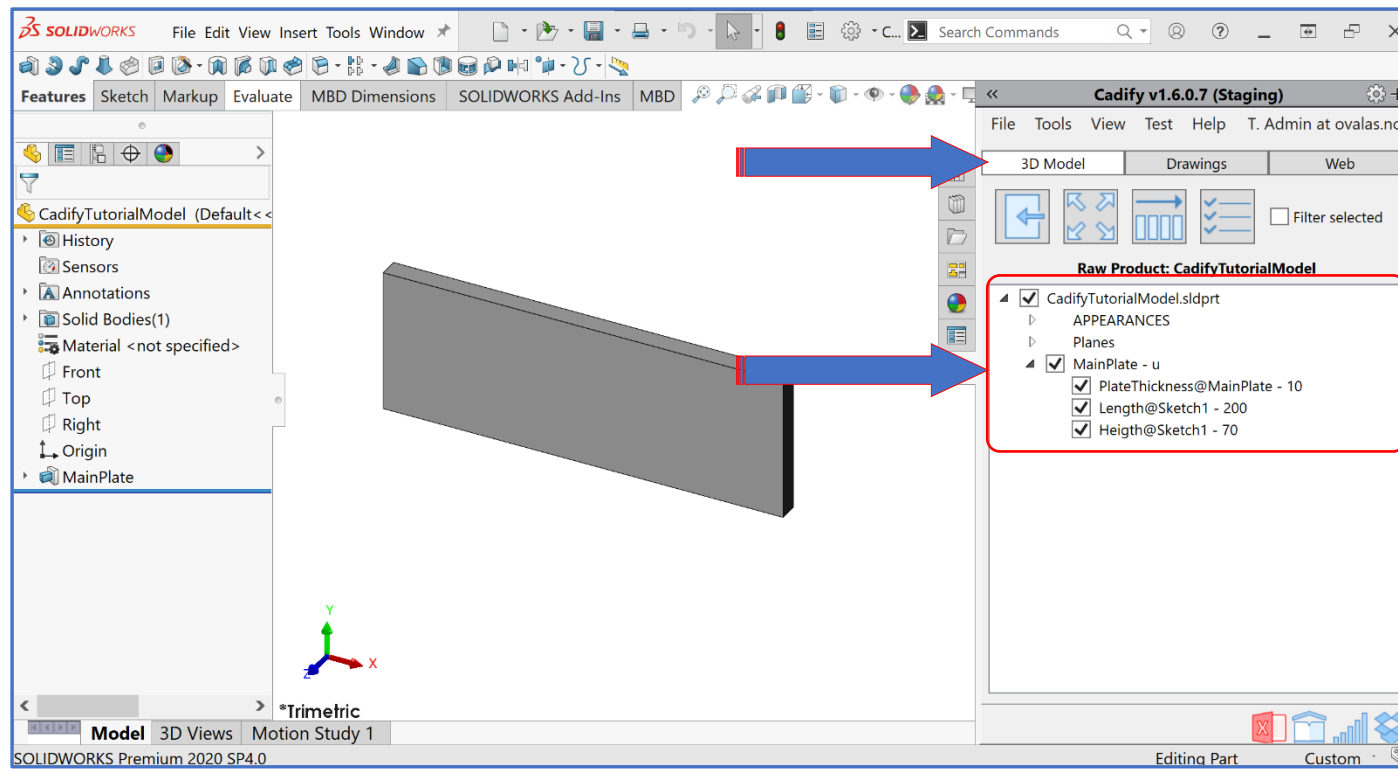 SOLIDWORKS File Edit View Insert Tools Window C... Search Commands
Features Sketch Markup Evaluate MBD Dimensions SOLIDWORKS Add-Ins MBD
Cadify v1.6.0.7 (Staging)
File Tools View Test Help T. Admin at ovalas.no
3D Model Drawings Web
Filter selected
Raw Product: CadifyTutorialModel
CadifyTutorialModel.sldprt
APPEARANCES
Planes
MainPlate - u
PlateThickness@MainPlate - 10
Length@Sketch1 - 200
Heigth@Sketch1 - 70
CadifyTutorialModel (Default<<
History
Sensors
Annotations
Solid Bodies(1)
Material <not specified>
Front
Top
Right
Origin
MainPlate
Y
X
Z
*Trimetric
Model 3D Views Motion Study 1
SOLIDWORKS Premium 2020 SP4.0 Editing Part Custom